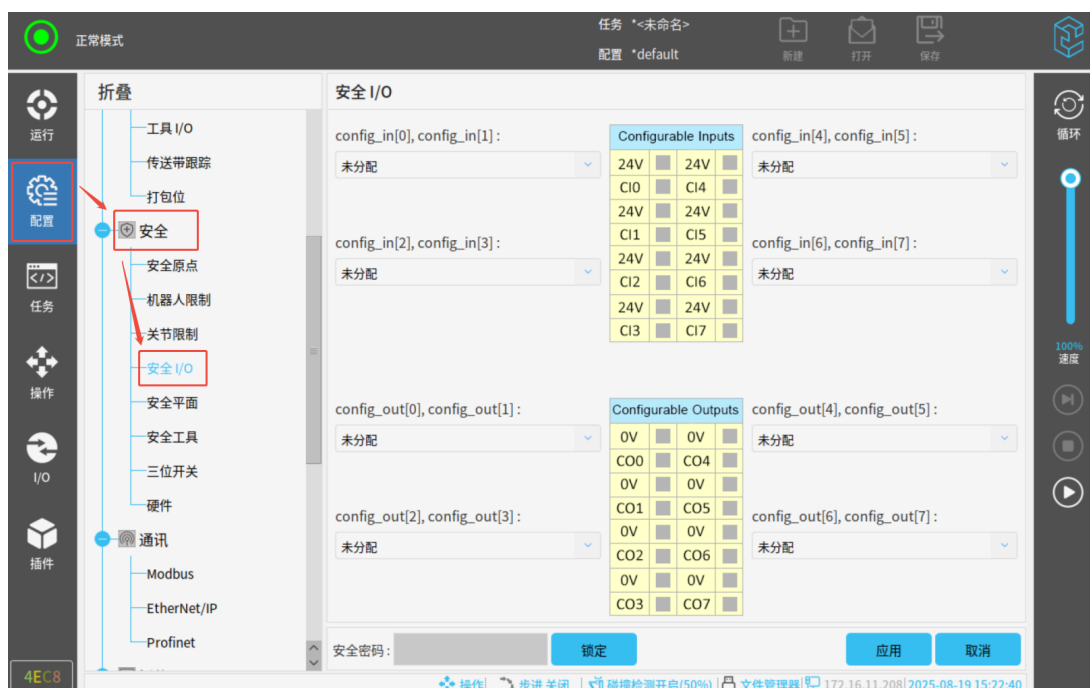 正常模式
任务 *<未命名>
配置 *default
新建
打开
保存
运行
配置
任务
操作
I/O
插件
4EC8
折叠
工具 I/O
传送带跟踪
打包位
安全
安全原点
机器人限制
关节限制
安全 I/O
安全平面
安全工具
三位开关
硬件
通讯
Modbus
EtherNet/IP
Profinet
安全 I/O
config_in[0], config_in[1] :
未分配
config_in[2], config_in[3] :
未分配
Configurable Inputs
24V 24V
CI0 CI4
24V 24V
CI1 CI5
24V 24V
CI2 CI6
24V 24V
CI3 CI7
config_in[4], config_in[5] :
未分配
config_in[6], config_in[7] :
未分配
config_out[0], config_out[1] :
未分配
config_out[2], config_out[3] :
未分配
Configurable Outputs
0V 0V
CO0 CO4
0V 0V
CO1 CO5
0V 0V
CO2 CO6
0V 0V
CO3 CO7
config_out[4], config_out[5] :
未分配
config_out[6], config_out[7] :
未分配
安全密码 :
锁定
应用
取消
循环
100%
速度
操作 步进 关闭 碰撞检测开启(50%) 文件管理器 172.16.11.208 2025-08-19 15:22:40